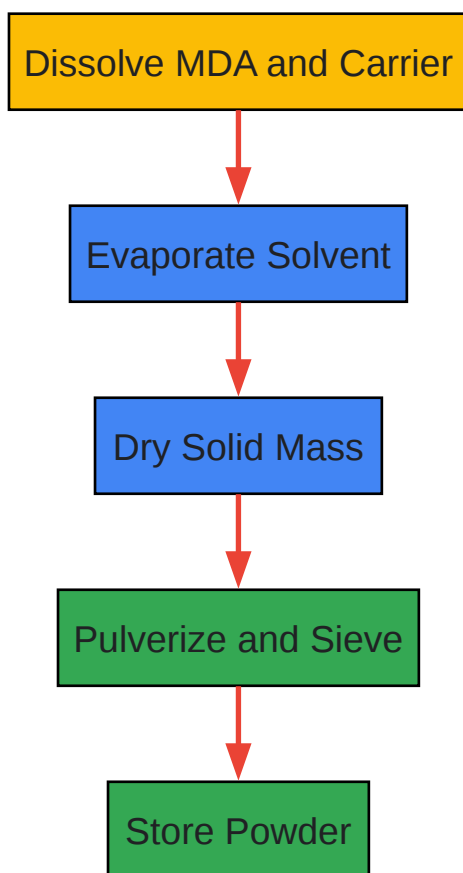 Dissolve MDA and Carrier
Evaporate Solvent
Dry Solid Mass
Pulverize and Sieve
Store Powder